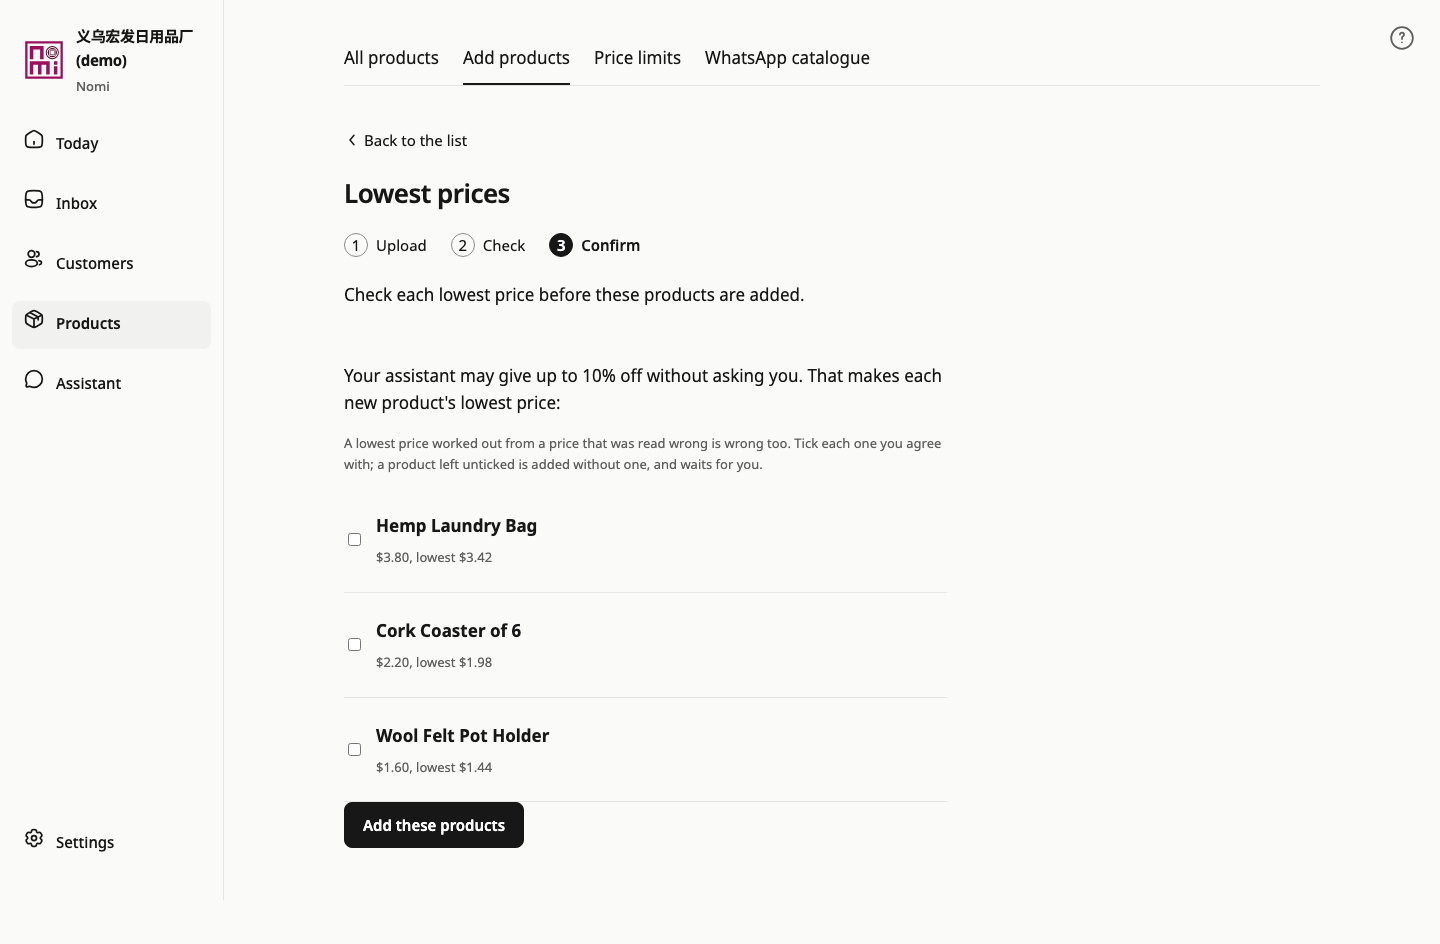 义乌宏发日用品厂
(demo)
Nomi
Today
Inbox
Customers
Products
Assistant
Settings
All products
Add products
Price limits
WhatsApp catalogue
Back to the list
Lowest prices
1 Upload
2 Check
3 Confirm
Check each lowest price before these products are added.
Your assistant may give up to 10% off without asking you. That makes each
new product's lowest price:
A lowest price worked out from a price that was read wrong is wrong too. Tick each one you agree
with; a product left unticked is added without one, and waits for you.
Hemp Laundry Bag
$3.80, lowest $3.42
Cork Coaster of 6
$2.20, lowest $1.98
Wool Felt Pot Holder
$1.60, lowest $1.44
Add these products